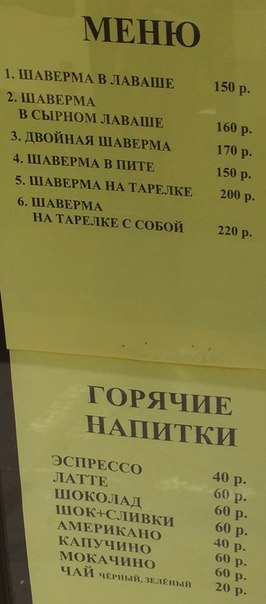 МЕНЮ
1. ШАВЕРМА В ЛАВАШЕ 150 р.
2. ШАВЕРМА
В СЫРНОМ ЛАВАШЕ 160 р.
3. ДВОЙНАЯ ШАВЕРМА 170 р.
4. ШАВЕРМА В ПИТЕ 150 р.
5. ШАВЕРМА НА ТАРЕЛКЕ 200 р.
6. ШАВЕРМА
НА ТАРЕЛКЕ С СОБОЙ 220 р.
ГОРЯЧИЕ
НАПИТКИ
ЭСПРЕССО 40 р.
ЛАТТЕ 60 р.
ШОКОЛАД 60 р.
ШОК+СЛИВКИ 60 р.
АМЕРИКАНО 40 р.
КАПУЧИНО 60 р.
МОКАЧИНО 60 р.
ЧАЙ ЧЁРНЫЙ, ЗЕЛЁНЫЙ 20 р.